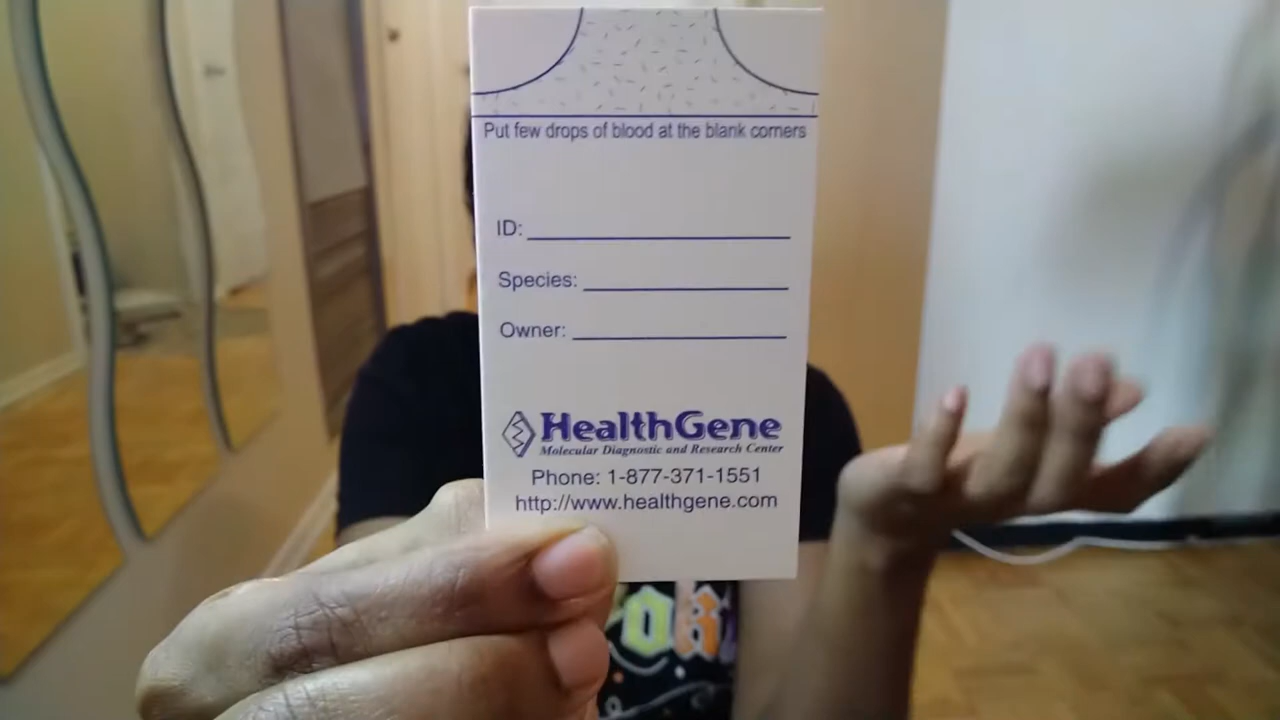 Put few drops of blood at the blank corners
ID:
Species:
Owner:
HealthGene
Molecular Diagnostic and Research Center
Phone: 1-877-371-1551
http://www.healthgene.com